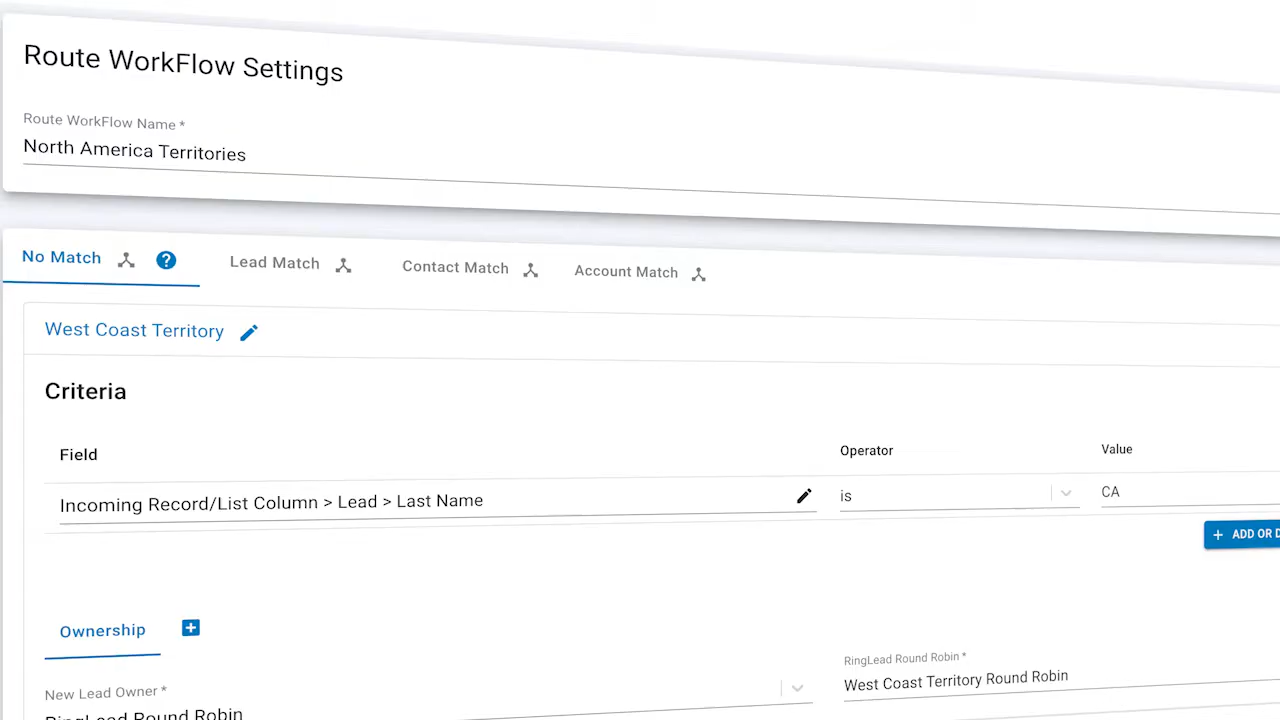 Route WorkFlow Settings
Route WorkFlow Name *
North America Territories
No Match ? Lead Match Contact Match Account Match
West Coast Territory
Criteria
Field Operator Value
Incoming Record/List Column > Lead > Last Name is CA
+ ADD OR D
Ownership +
RingLead Round Robin *
West Coast Territory Round Robin
New Lead Owner *
RingLead Round Robin